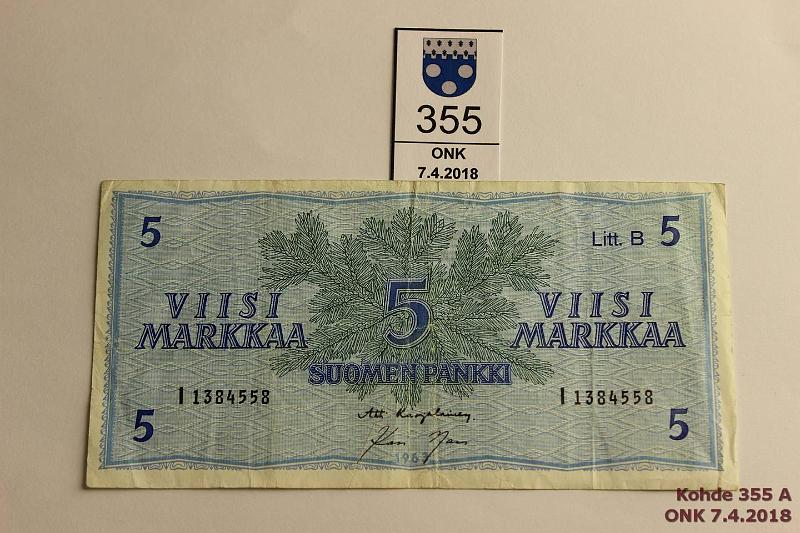 355
ONK
7.4.2018
5
Litt. B 5
VIISI
MARKKAA
5
VIISI
MARKKAA
SUOMEN PANKKI
I 1384558
I 1384558
5
5
1963
Kohde 355 A
ONK 7.4.2018